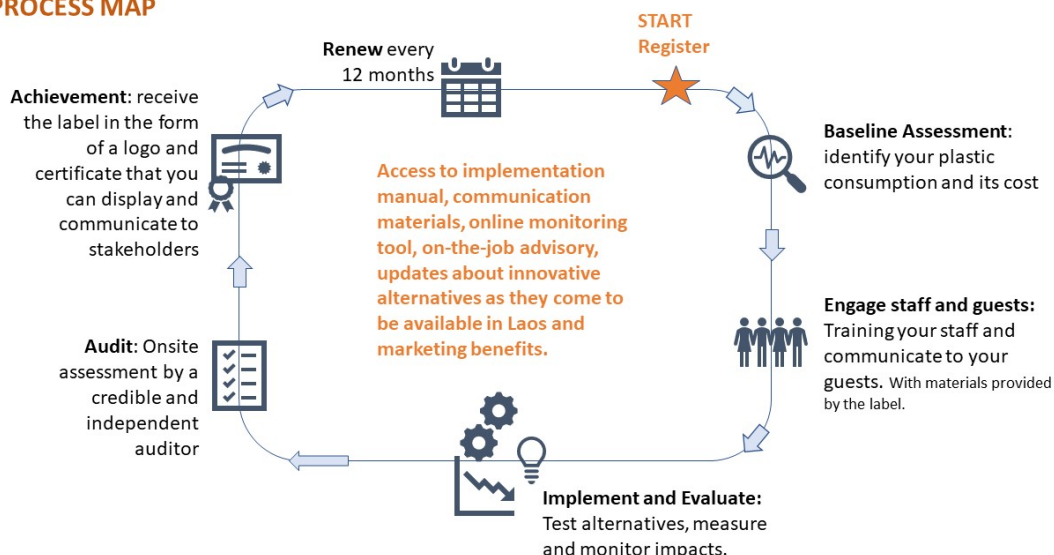 PROCESS MAP
START
Register
Renew every
12 months
Achievement: receive
the label in the form
of a logo and
certificate that you
can display and
communicate to
stakeholders
Baseline Assessment:
identify your plastic
consumption and its cost
Access to implementation
manual, communication
materials, online monitoring
tool, on-the-job advisory,
updates about innovative
alternatives as they come to
be available in Laos and
marketing benefits.
Engage staff and guests:
Training your staff and
communicate to your
guests. With materials provided
by the label.
Audit: Onsite
assessment by a
credible and
independent
auditor
Implement and Evaluate:
Test alternatives, measure
and monitor impacts.